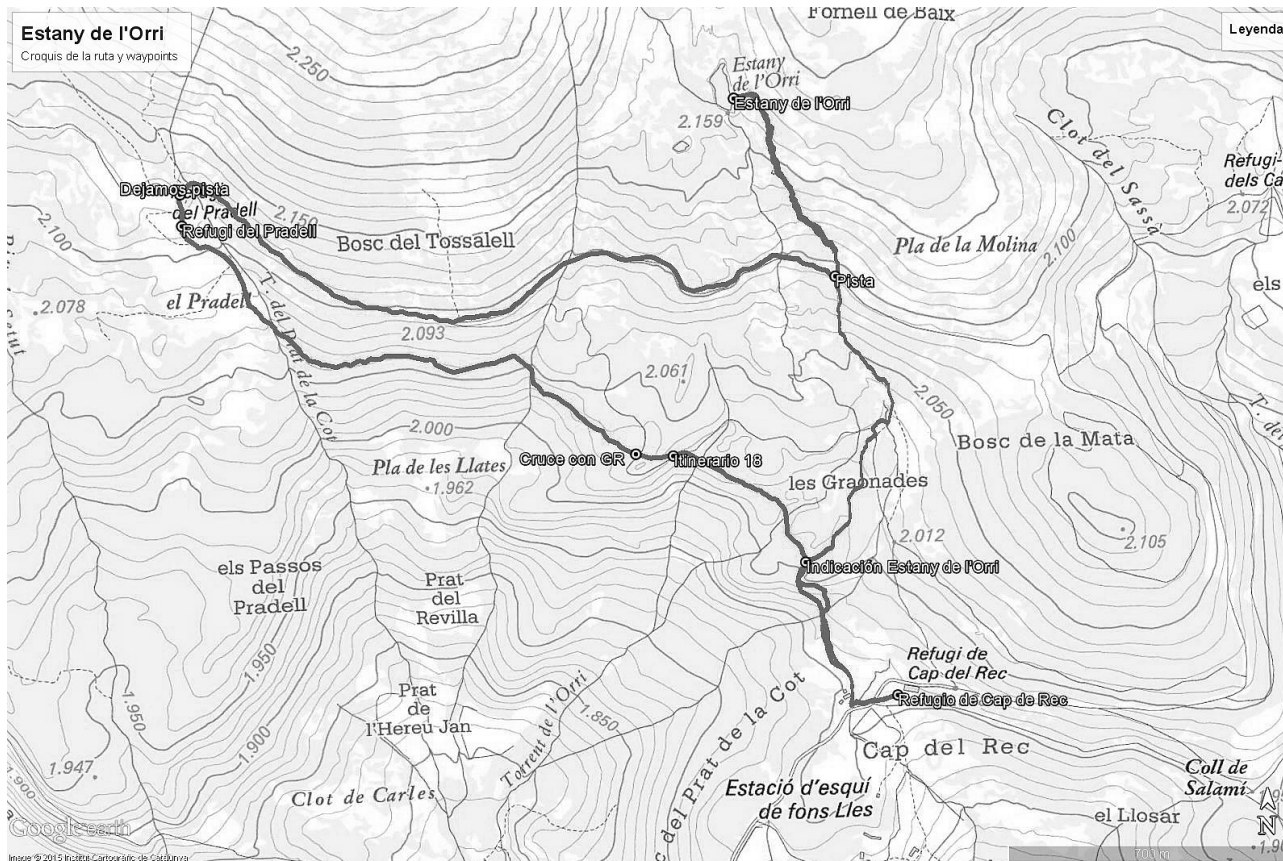 Estany de l'Orri
Croquis de la ruta y waypoints
Leyenda
Fornell de Baix
2.250
Estany
de l'Orri
Estany de l'Orri
2.159
Clot del Sassà
Refugi-
dels Ca
2.072
Dejamos pista
del Pradell
Refugi del Pradell
2.150
Bosc del Tossalell
2.100
Pla de la Molina
2.100
Pista
els
el Pradell
2.078
Setut
T. del Prat de la Cot
2.093
2.061
2.050
Bosc de la Mata
T. de
2.000
Cruce con GR
Itinerario 18
Pla de les Llates
1.962
les Graonades
2.012
2.105
els Passos
del
Pradell
Indicación Estany de l'Orri
Prat
del
Revilla
1.950
1.950
Refugi de
Cap del Rec
Refugio de Cap de Rec
Prat
de
l'Hereu Jan
Torrent de l'Orri
1.850
c del Prat de la Cot
1.900
1.947
1.900
Cap del Rec
Estació d'esquí
de fons Lles
Coll de
Salamí
Clot de Carles
el Llosar
N
Google earth
Image © 2015 Institut Cartogràfic de Catalunya
700 m